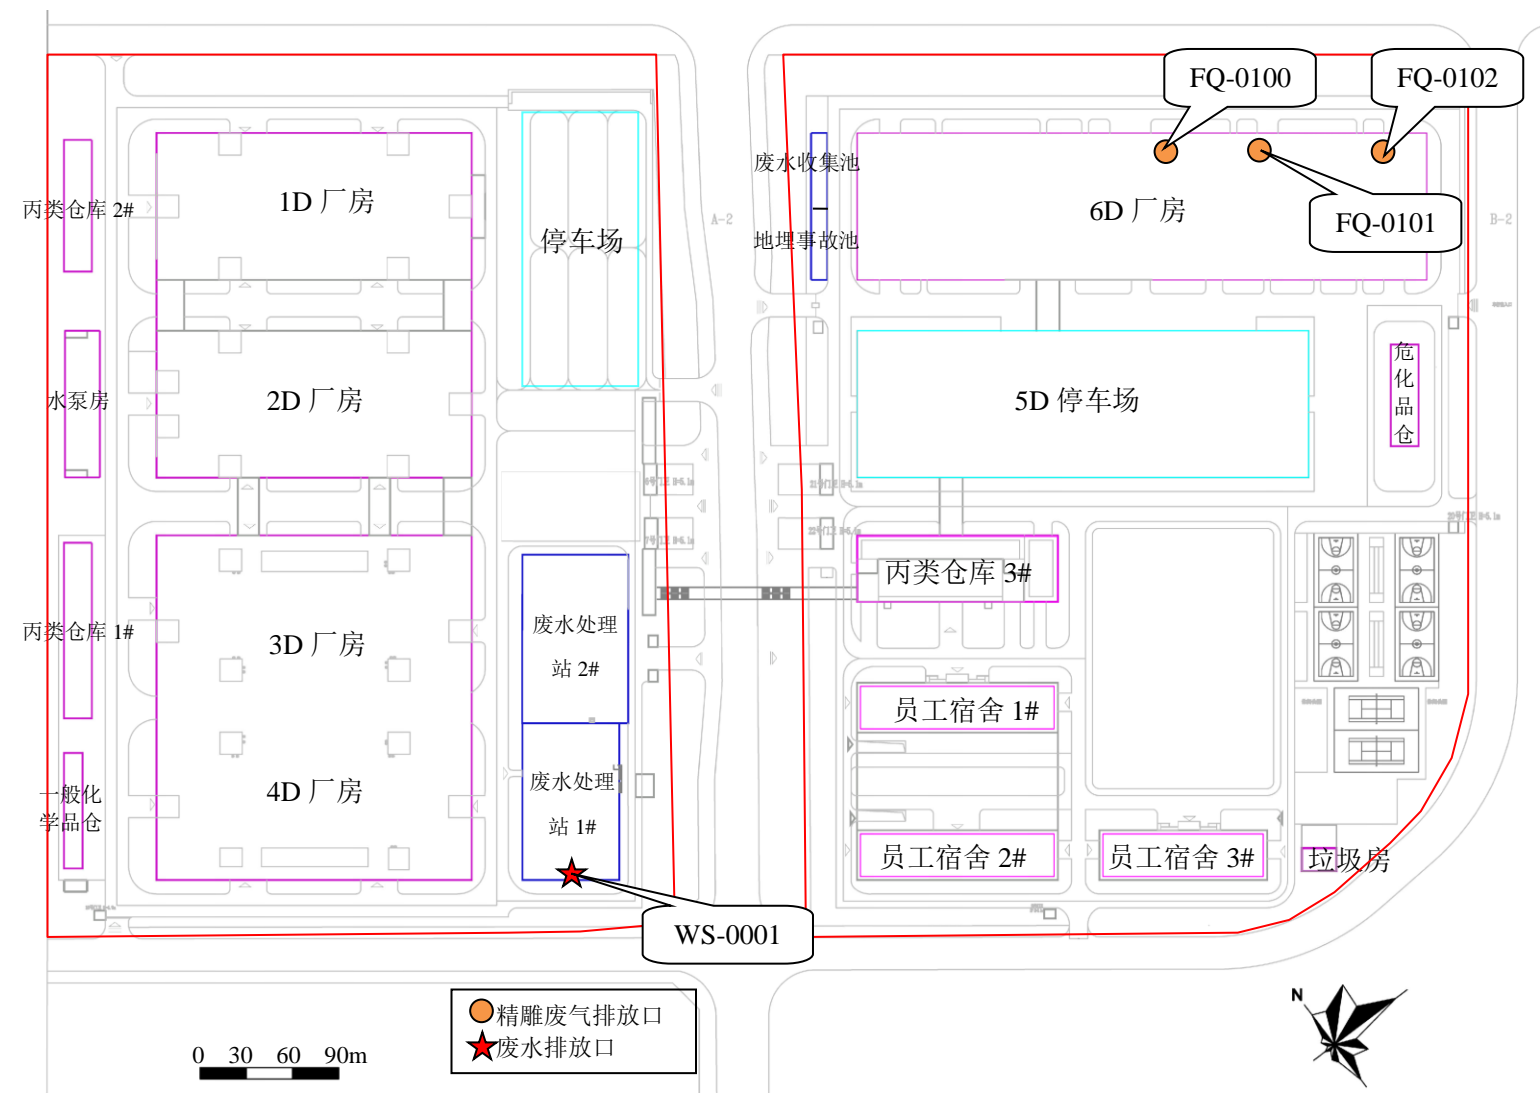 FQ-0100
FQ-0102
废水收集池
1D 厂房
丙类仓库 2#
6D 厂房
FQ-0101
A-2
B-2
停车场
地埋事故池
危化品仓
水泵房
2D 厂房
5D 停车场
丙类仓库 3#
废水处理
站 2#
丙类仓库 1#
3D 厂房
员工宿舍 1#
废水处理
站 1#
一般化
学品仓
4D 厂房
员工宿舍 2#
员工宿舍 3#
垃圾房
WS-0001
精雕废气排放口
废水排放口
N
0 30 60 90m